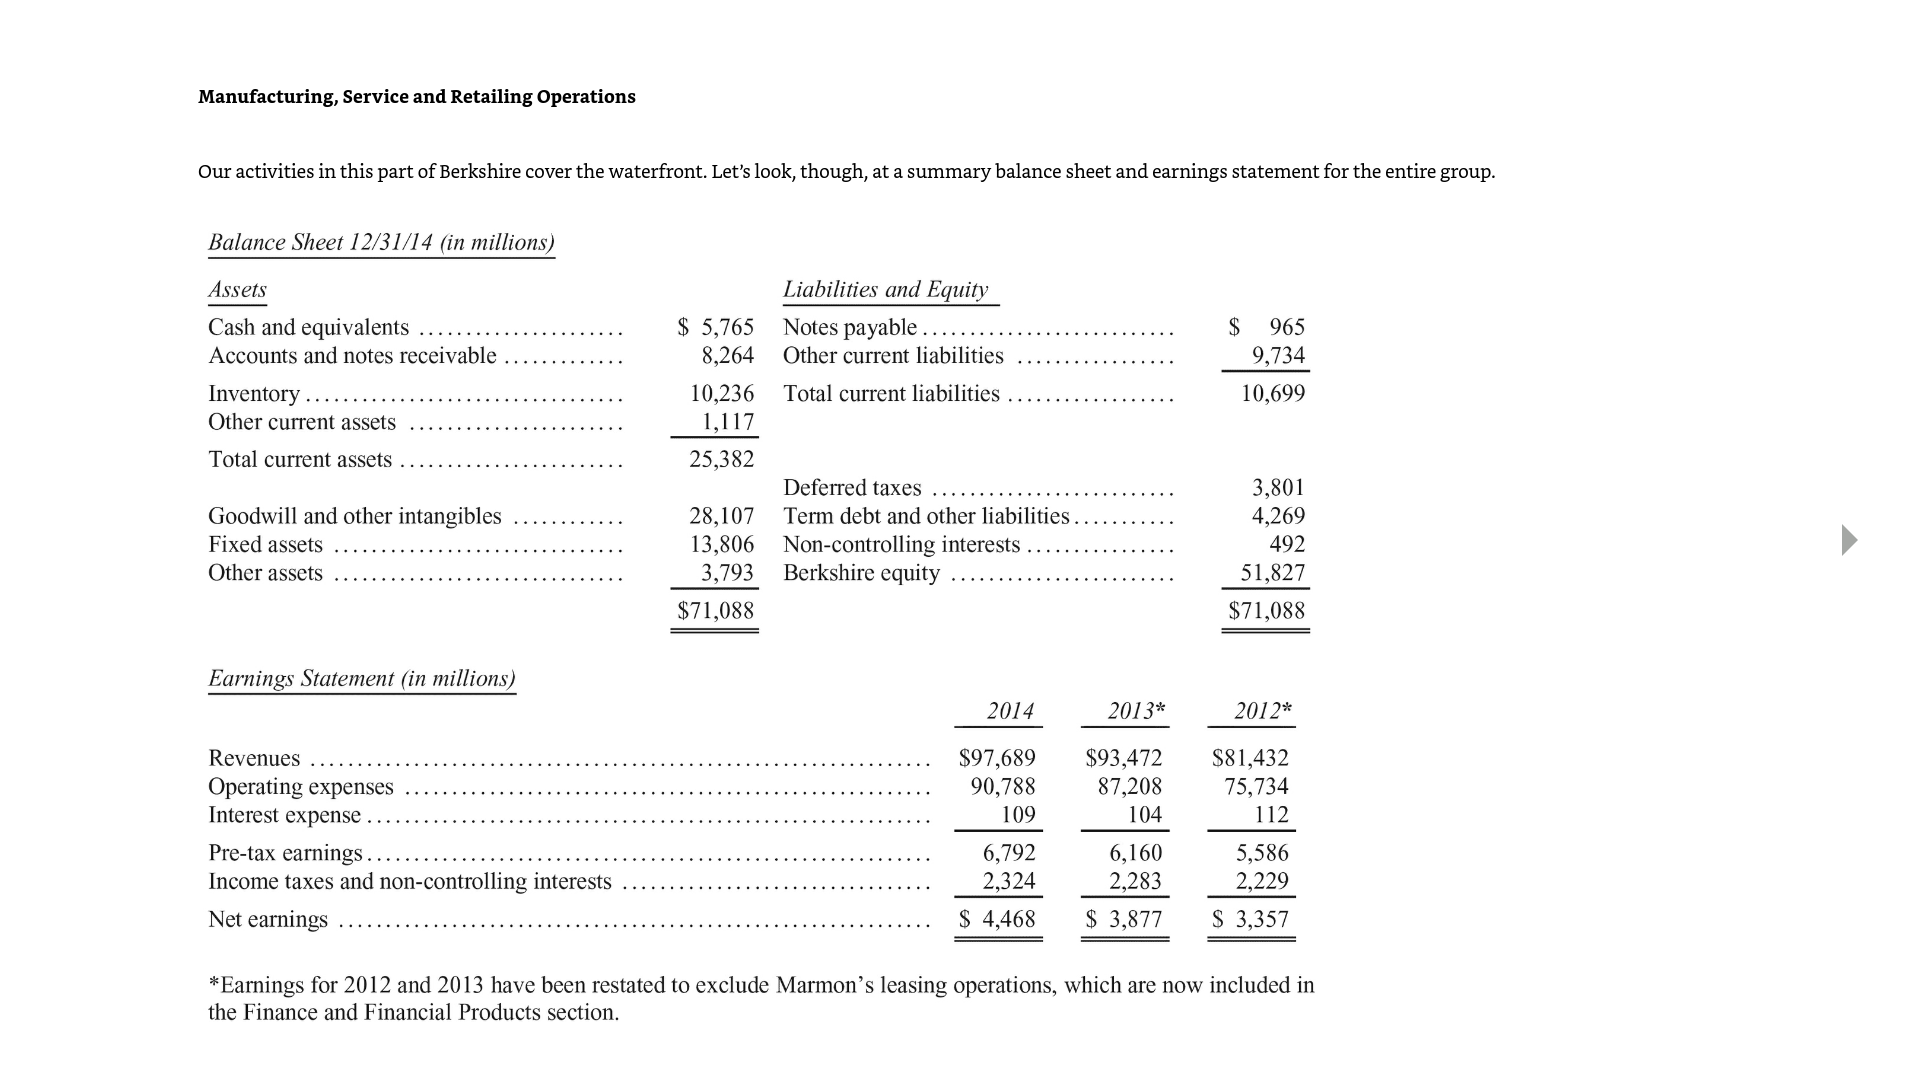 Manufacturing, Service and Retailing Operations
Our activities in this part of Berkshire cover the waterfront. Let’s look, though, at a summary balance sheet and earnings statement for the entire group.
Balance Sheet 12/31/14 (in millions)
Assets Liabilities and Equity
Cash and equivalents ...................... $ 5,765 Notes payable ........................... $ 965
Accounts and notes receivable ............. 8,264 Other current liabilities ................. 9,734
Inventory .................................. 10,236 Total current liabilities .................. 10,699
Other current assets ....................... 1,117
Total current assets ........................ 25,382
Deferred taxes .......................... 3,801
Goodwill and other intangibles ............ 28,107 Term debt and other liabilities ........... 4,269
Fixed assets ............................... 13,806 Non-controlling interests ................ 492
Other assets ............................... 3,793 Berkshire equity ........................ 51,827
$71,088 $71,088
Earnings Statement (in millions)
2014 2013* 2012*
Revenues .................................................................. $97,689 $93,472 $81,432
Operating expenses ........................................................ 90,788 87,208 75,734
Interest expense ............................................................ 109 104 112
Pre-tax earnings ............................................................ 6,792 6,160 5,586
Income taxes and non-controlling interests ................................. 2,324 2,283 2,229
Net earnings ............................................................... $ 4,468 $ 3,877 $ 3,357
*Earnings for 2012 and 2013 have been restated to exclude Marmon’s leasing operations, which are now included in
the Finance and Financial Products section.